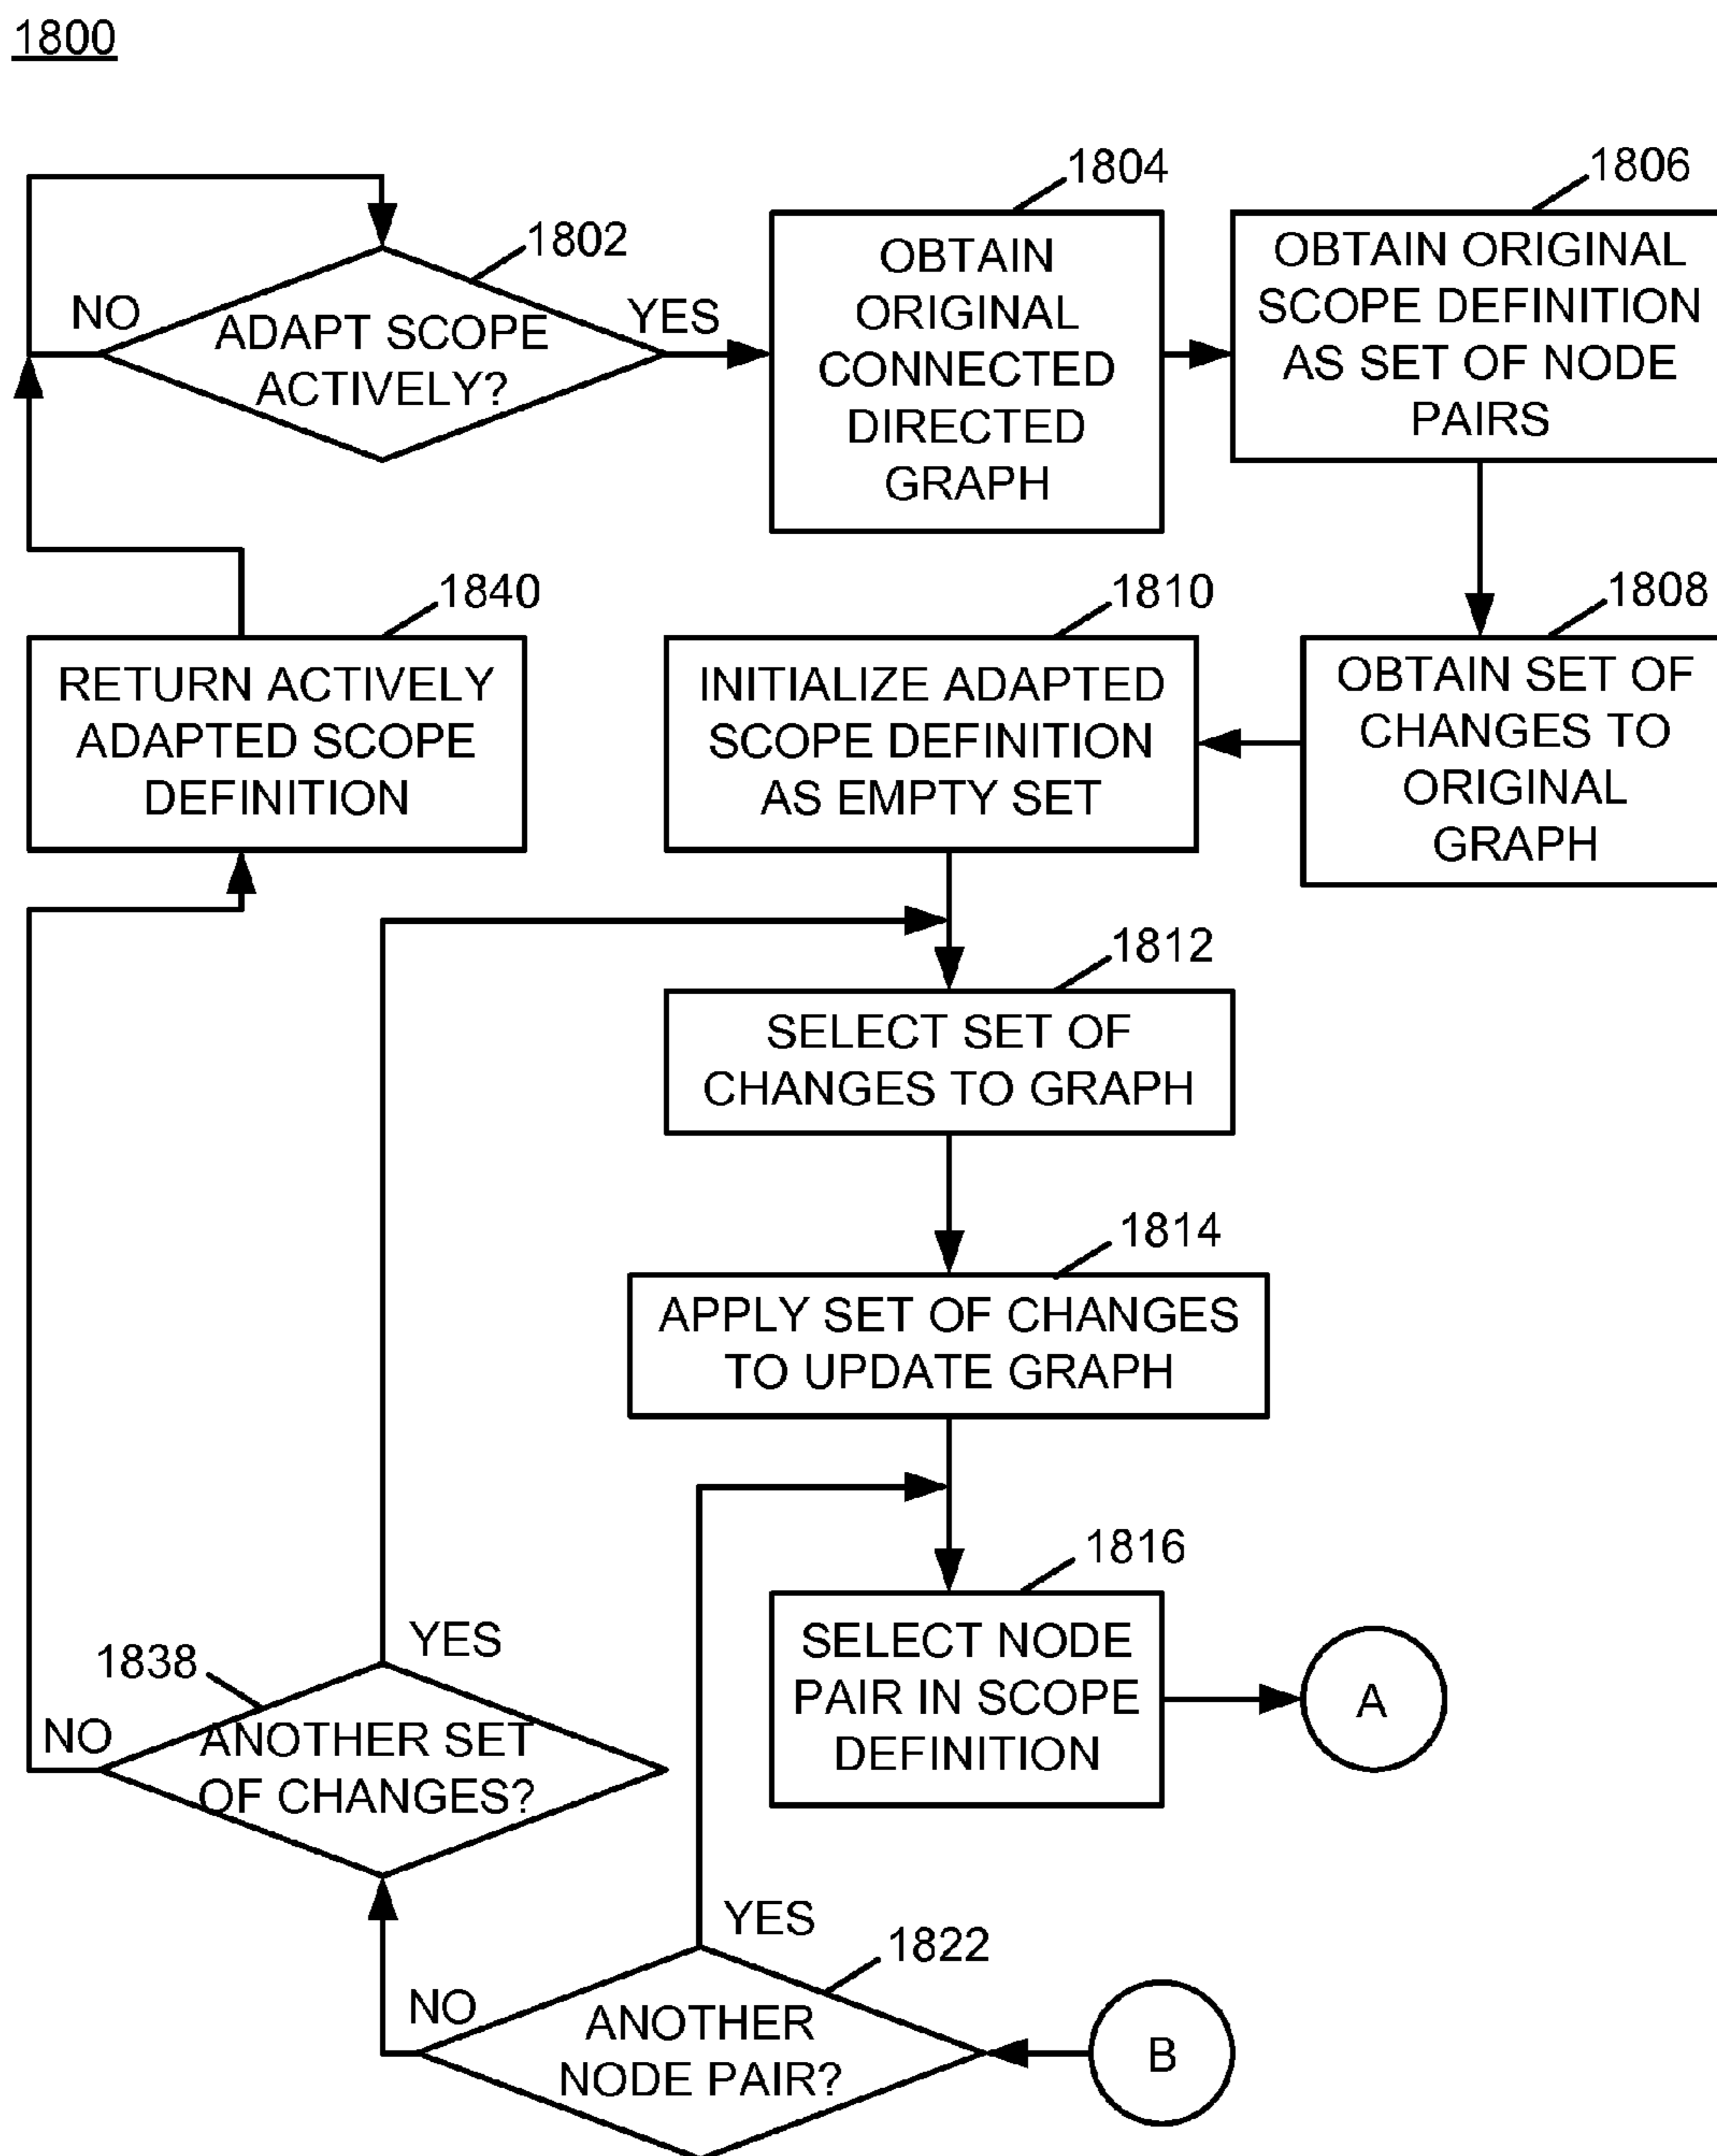 1800
1804
1806
1802
NO
ADAPT SCOPE
ACTIVELY?
YES
OBTAIN
ORIGINAL
CONNECTED
DIRECTED
GRAPH
OBTAIN ORIGINAL
SCOPE DEFINITION
AS SET OF NODE
PAIRS
1840
1810
1808
RETURN ACTIVELY
ADAPTED SCOPE
DEFINITION
INITIALIZE ADAPTED
SCOPE DEFINITION
AS EMPTY SET
OBTAIN SET OF
CHANGES TO
ORIGINAL
GRAPH
1812
SELECT SET OF
CHANGES TO GRAPH
1814
APPLY SET OF CHANGES
TO UPDATE GRAPH
1816
SELECT NODE
PAIR IN SCOPE
DEFINITION
A
YES
1838
NO
ANOTHER SET
OF CHANGES?
YES
1822
NO
ANOTHER
NODE PAIR?
B